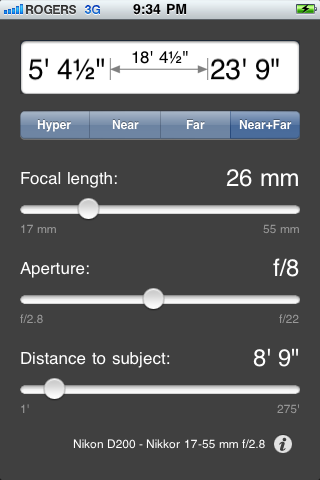 ROGERS 3G 9:34 PM
5' 4½" 18' 4½" 23' 9"
Hyper Near Far Near+Far
Focal length: 26 mm
17 mm 55 mm
Aperture: f/8
f/2.8 f/22
Distance to subject: 8' 9"
1' 275'
Nikon D200 - Nikkor 17-55 mm f/2.8 i